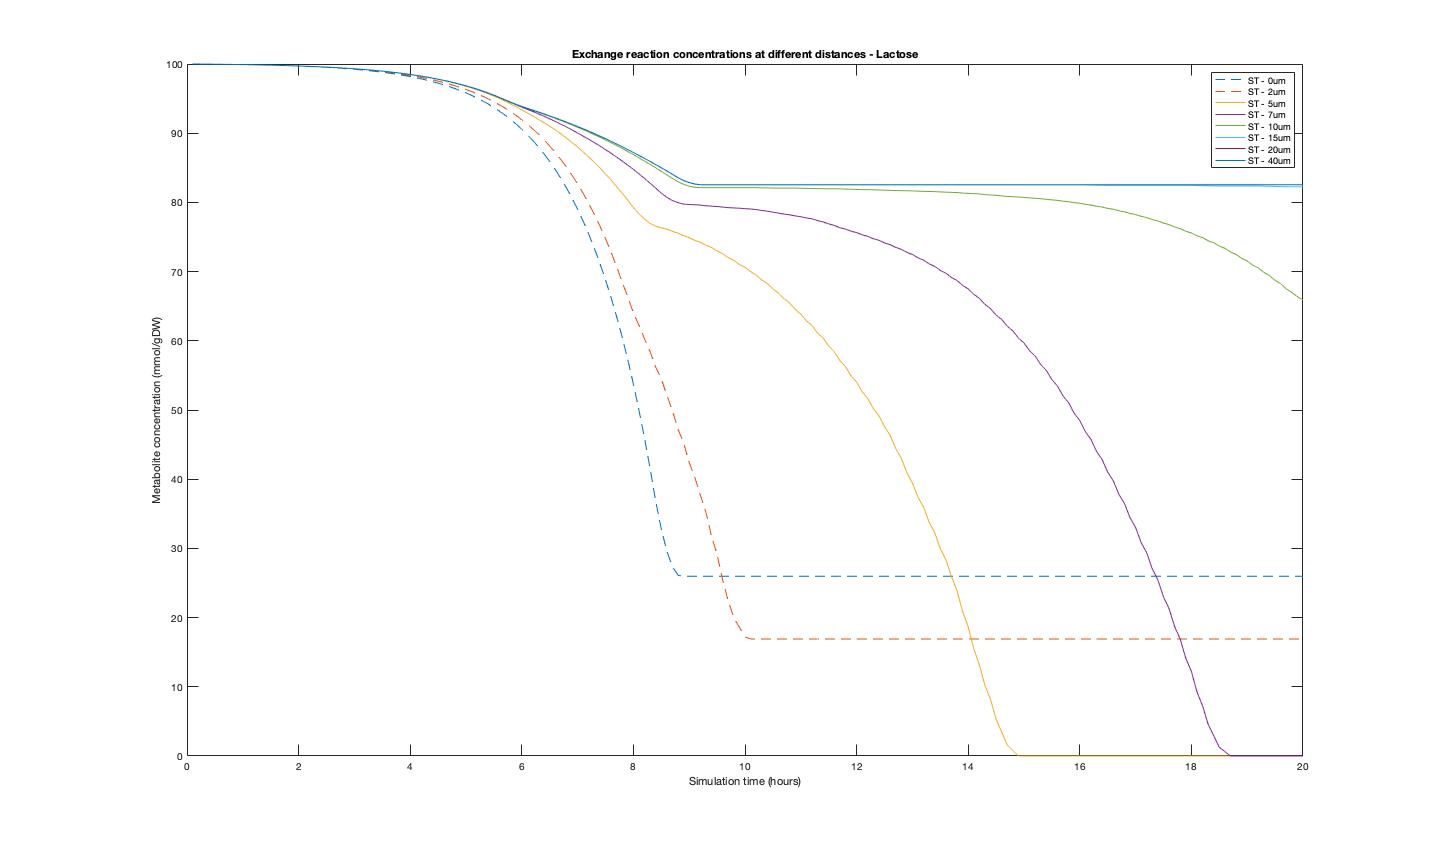 Exchange reaction concentrations at different distances - Lactose
100
90
80
70
60
50
40
30
20
10
0
Metabolite concentration (mmol/gDW)
ST - 0um
ST - 2um
ST - 5um
ST - 7um
ST - 10um
ST - 15um
ST - 20um
ST - 40um
0 2 4 6 8 10 12 14 16 18 20
Simulation time (hours)